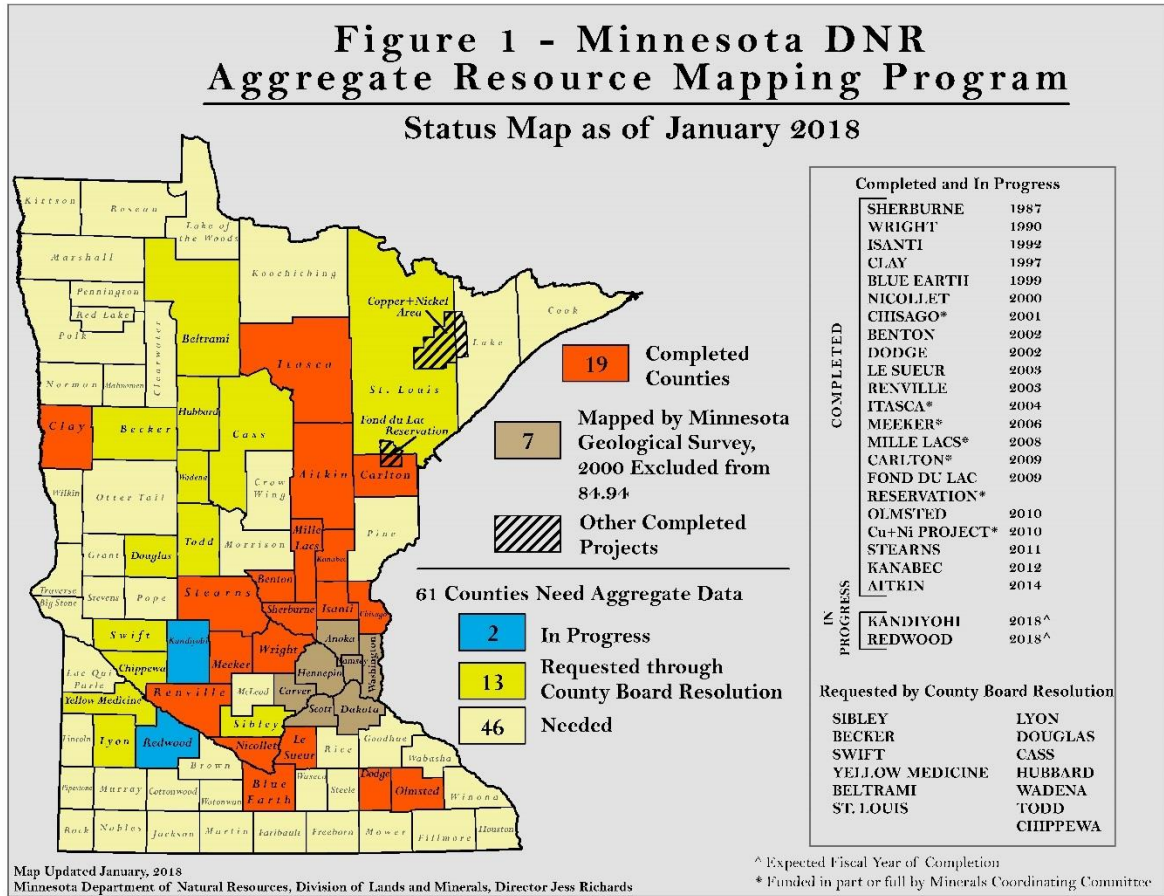 Figure 1 - Minnesota DNR
Aggregate Resource Mapping Program
Status Map as of January 2018
Kittson
Roseau
Lake of
the Woods
Marshall
Koochiching
Pennington
Red Lake
Polk
Clearwater
Beltrami
Copper+Nickel
Area
Cook
Lake
Itasca
St. Louis
Norman
Mahnomen
Hubbard
Cass
Fond du Lac
Reservation
Clay
Becker
Wadena
Aitkin
Carlton
Crow
Wing
Wilkin
Otter Tail
Mille
Lacs
Pine
Kanabec
Grant
Douglas
Todd
Morrison
Benton
Traverse
Big Stone
Stevens
Pope
Stearns
Sherburne
Isanti
Chisago
Swift
Kandiyohi
Anoka
Wright
Meeker
Ramsey
Washington
Hennepin
Chippewa
Lac Qui
Parle
Renville
McLeod
Carver
Scott
Dakota
Yellow Medicine
Sibley
Lincoln
Lyon
Redwood
Nicollet
Le
Sueur
Rice
Goodhue
Wabasha
Brown
Blue
Earth
Waseca
Steele
Dodge
Olmsted
Winona
Pipestone
Murray
Cottonwood
Watonwan
Rock
Nobles
Jackson
Martin
Faribault
Freeborn
Mower
Fillmore
Houston
19 Completed
Counties
7 Mapped by Minnesota
Geological Survey,
2000 Excluded from
84.94
Other Completed
Projects
61 Counties Need Aggregate Data
2 In Progress
13 Requested through
County Board Resolution
46 Needed
Completed and In Progress
COMPLETED
SHERBURNE 1987
WRIGHT 1990
ISANTI 1992
CLAY 1997
BLUE EARTH 1999
NICOLLET 2000
CHISAGO* 2001
BENTON 2002
DODGE 2002
LE SUEUR 2003
RENVILLE 2003
ITASCA* 2004
MEEKER* 2006
MILLE LACS* 2008
CARLTON* 2009
FOND DU LAC 2009
RESERVATION*
OLMSTED 2010
Cu+Ni PROJECT* 2010
STEARNS 2011
KANABEC 2012
AITKIN 2014
IN
PROGRESS
KANDIYOHI 2018^
REDWOOD 2018^
Requested by County Board Resolution
SIBLEY LYON
BECKER DOUGLAS
SWIFT CASS
YELLOW MEDICINE HUBBARD
BELTRAMI WADENA
ST. LOUIS TODD
CHIPPEWA
^ Expected Fiscal Year of Completion
* Funded in part or full by Minerals Coordinating Committee
Map Updated January, 2018
Minnesota Department of Natural Resources, Division of Lands and Minerals, Director Jess Richards